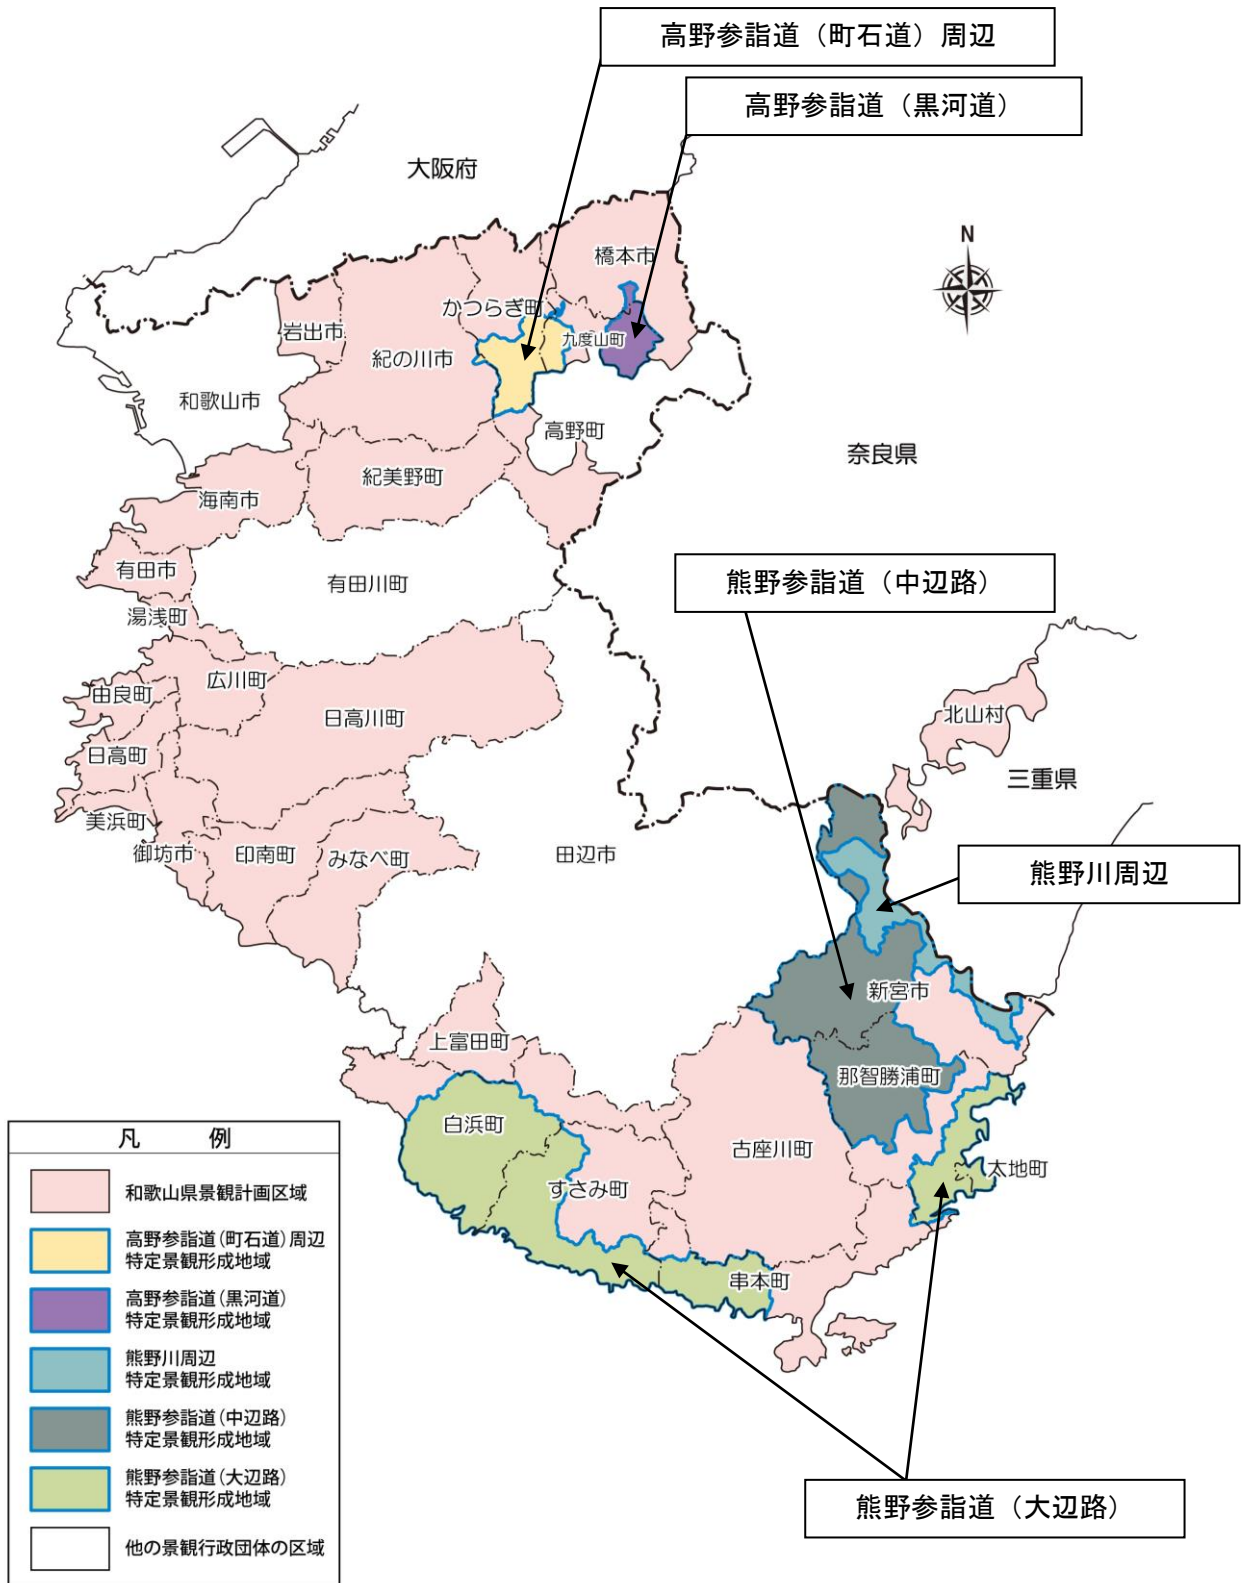 高野参詣道（町石道）周辺
高野参詣道（黒河道）
大阪府
N
橋本市
かつらぎ町
岩出市
九度山町
紀の川市
和歌山市
高野町
奈良県
紀美野町
海南市
有田市
有田川町
熊野参詣道（中辺路）
湯浅町
広川町
由良町
日高川町
北山村
日高町
三重県
美浜町
御坊市
印南町
みなべ町
田辺市
熊野川周辺
新宮市
上富田町
那智勝浦町
白浜町
古座川町
太地町
すさみ町
串本町
熊野参詣道（大辺路）
凡　例
和歌山県景観計画区域
高野参詣道（町石道）周辺
特定景観形成地域
高野参詣道（黒河道）
特定景観形成地域
熊野川周辺
特定景観形成地域
熊野参詣道（中辺路）
特定景観形成地域
熊野参詣道（大辺路）
特定景観形成地域
他の景観行政団体の区域